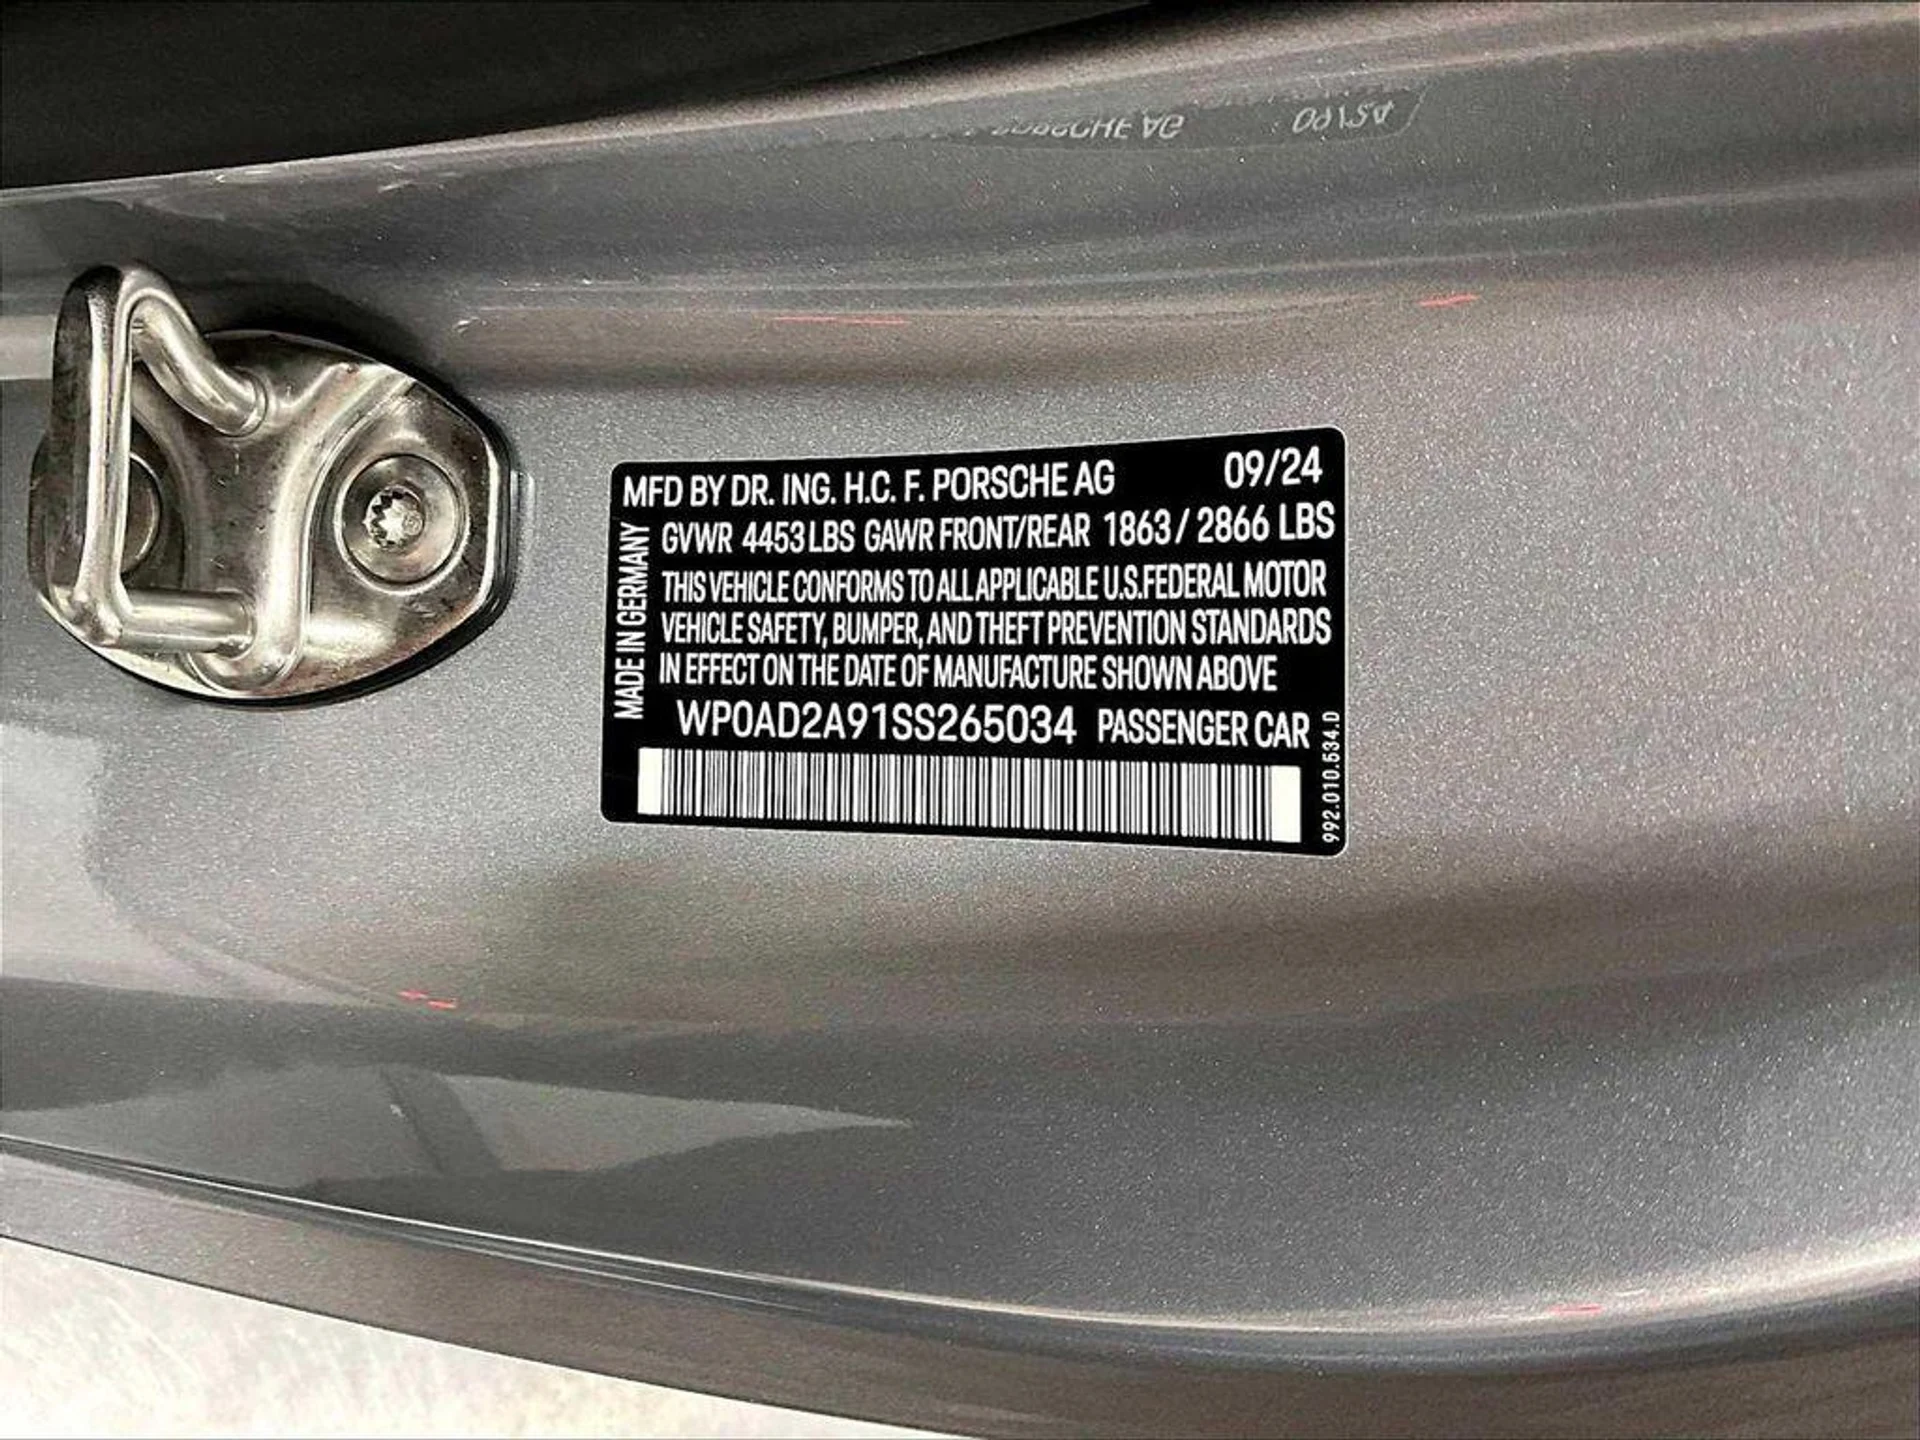 MFD BY DR. ING. H.C. F. PORSCHE AG 09/24
GVWR 4453 LBS GAWR FRONT/REAR 1863 / 2866 LBS
THIS VEHICLE CONFORMS TO ALL APPLICABLE U.S. FEDERAL MOTOR
VEHICLE SAFETY, BUMPER, AND THEFT PREVENTION STANDARDS
IN EFFECT ON THE DATE OF MANUFACTURE SHOWN ABOVE
WP0AD2A91SS265034 PASSENGER CAR
MADE IN GERMANY
992.010.534.D
PORSCHE AG